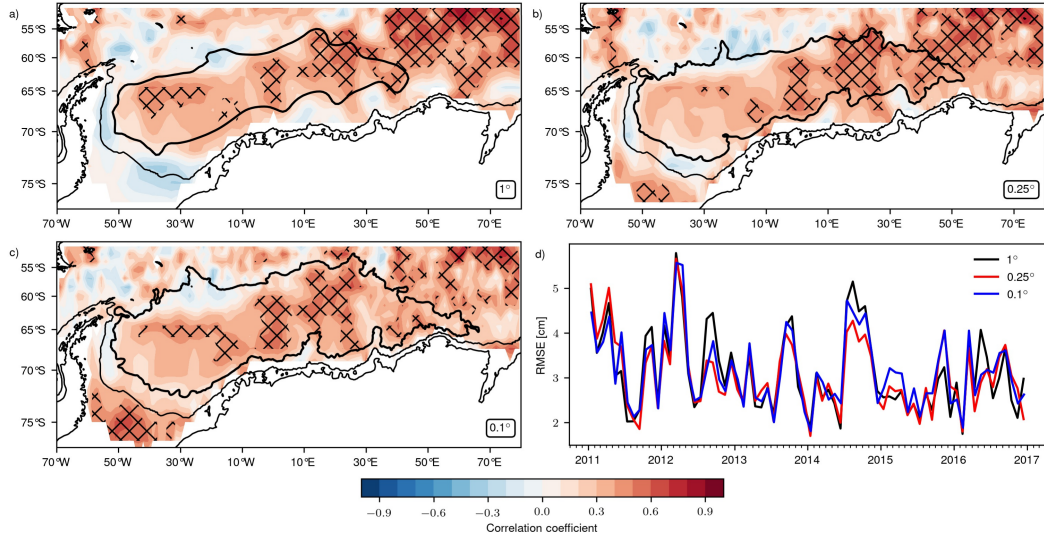 a)
55°S
60°S
65°S
70°S
75°S
1°
70°W 50°W 30°W 10°W 10°E 30°E 50°E 70°E
b)
55°S
60°S
65°S
70°S
75°S
0.25°
70°W 50°W 30°W 10°W 10°E 30°E 50°E 70°E
c)
55°S
60°S
65°S
70°S
75°S
0.1°
70°W 50°W 30°W 10°W 10°E 30°E 50°E 70°E
d)
1°
0.25°
0.1°
RMSE [cm]
5
4
3
2
2011 2012 2013 2014 2015 2016 2017
−0.9 −0.6 −0.3 0.0 0.3 0.6 0.9
Correlation coefficient